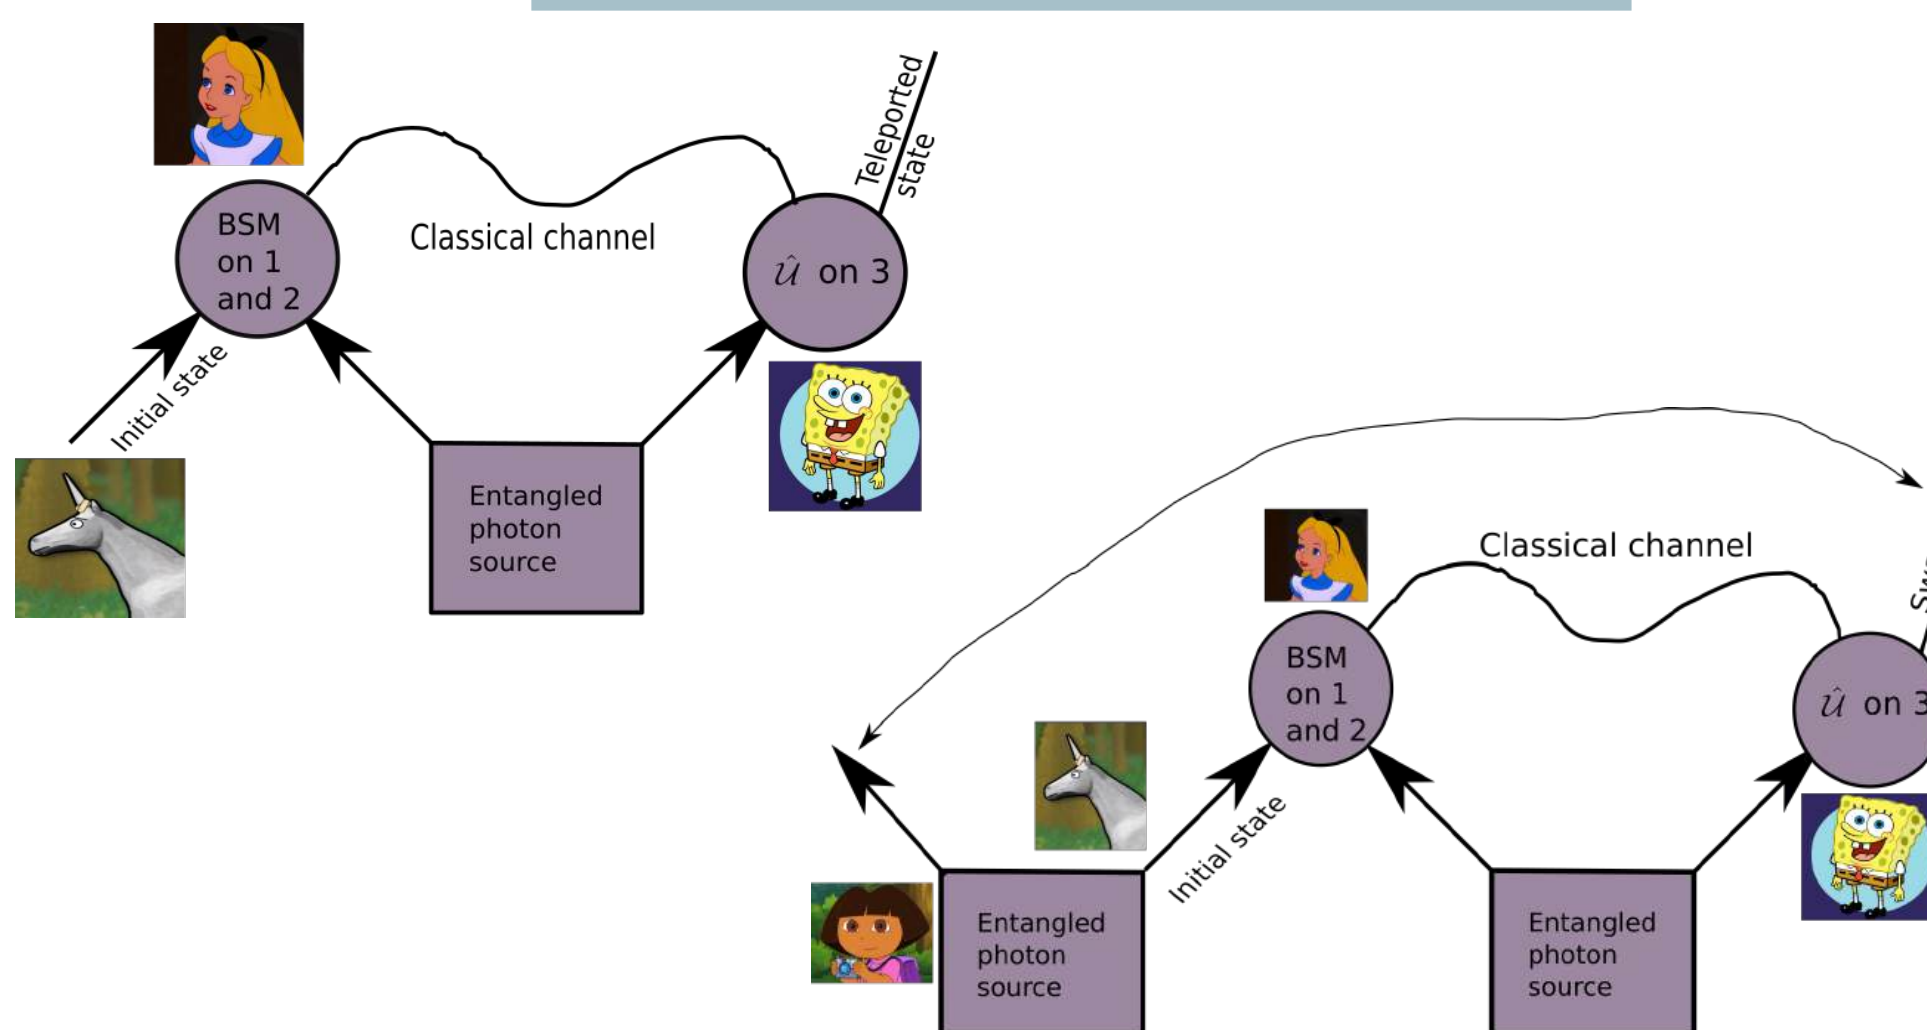 Teleported
state
BSM
on 1
and 2
Classical channel
û on 3
Initial state
Entangled
photon
source
Classical channel
BSM
on 1
and 2
û on 3
Initial state
Entangled
photon
source
Entangled
photon
source